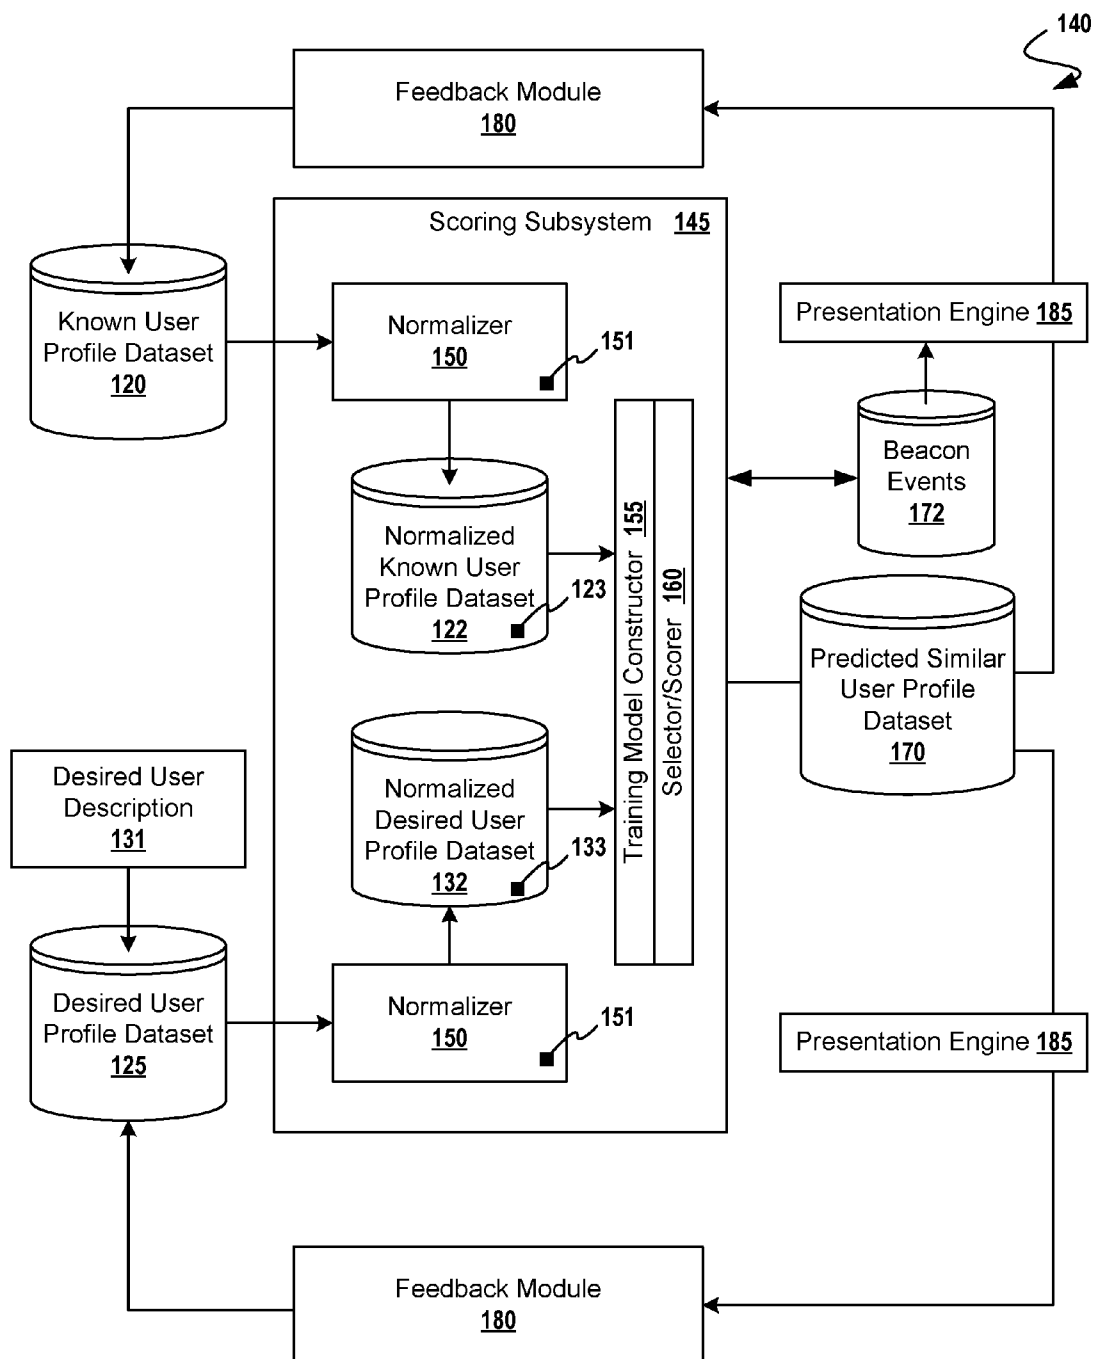 140
Feedback Module
180
Scoring Subsystem 145
Known User
Profile Dataset
120
Normalizer
150
151
Presentation Engine 185
Beacon
Events
172
Normalized
Known User
Profile Dataset
122
123
Training Model Constructor 155
Selector/Scorer 160
Predicted Similar
User Profile
Dataset
170
Desired User
Description
131
Normalized
Desired User
Profile Dataset
132
133
Desired User
Profile Dataset
125
Normalizer
150
151
Presentation Engine 185
Feedback Module
180